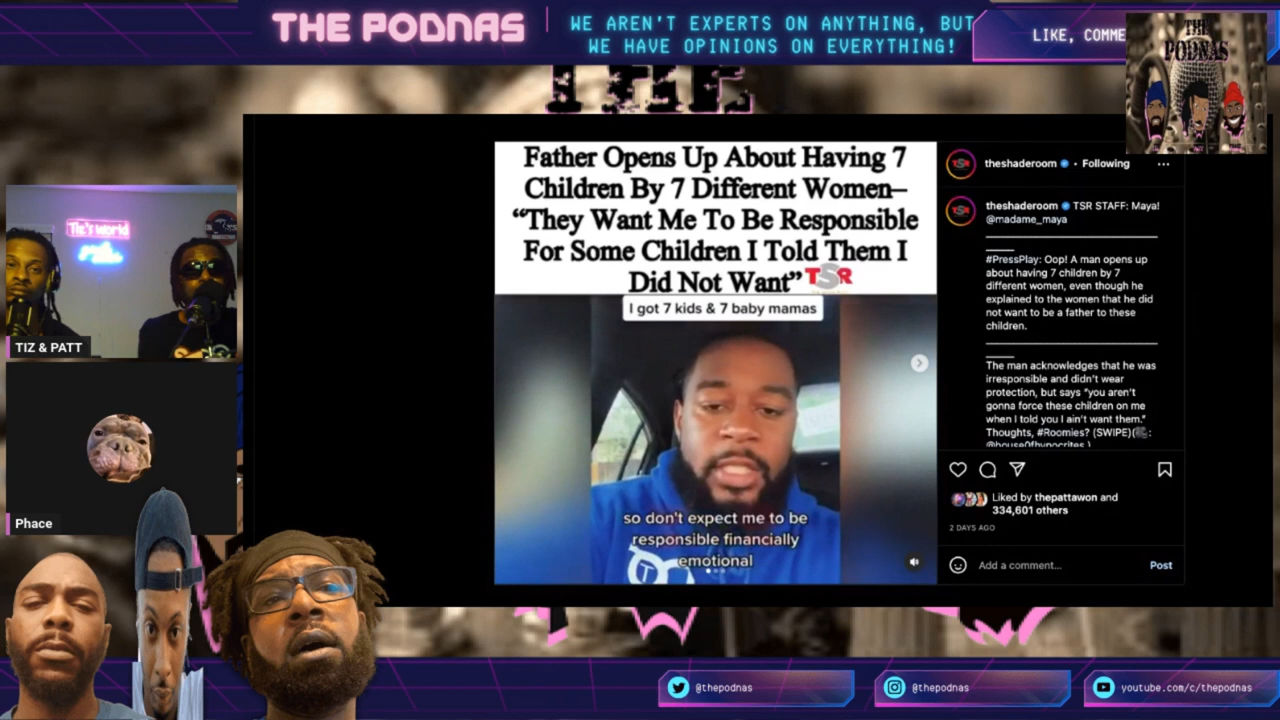 THE PODNAS
WE AREN'T EXPERTS ON ANYTHING, BUT
WE HAVE OPINIONS ON EVERYTHING!
LIKE, COMME
THE
PODNAS
THE
Father Opens Up About Having 7
Children By 7 Different Women–
“They Want Me To Be Responsible
For Some Children I Told Them I
Did Not Want” TSR
I got 7 kids & 7 baby mamas
so don't expect me to be
responsible financially
emotional
TSR
theshaderoom • Following
TSR
theshaderoom TSR STAFF: Maya!
@madame_maya
#PressPlay: Oop! A man opens up
about having 7 children by 7
different women, even though he
explained to the women that he did
not want to be a father to these
children.
The man acknowledges that he was
irresponsible and didn't wear
protection, but says "you aren't
gonna force these children on me
when I told you I ain't want them."
Thoughts, #Roomies? (SWIPE)( :
@house0fhypocrites )
Liked by thepattawon and
334,601 others
2 DAYS AGO
Add a comment...
Post
Tiz's World
TIZ & PATT
Phace
@thepodnas
@thepodnas
youtube.com/c/thepodnas